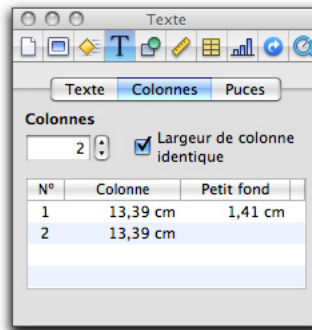 Texte
Texte Colonnes Puces
Colonnes
2
Largeur de colonne
identique
Nº Colonne Petit fond
1 13,39 cm 1,41 cm
2 13,39 cm